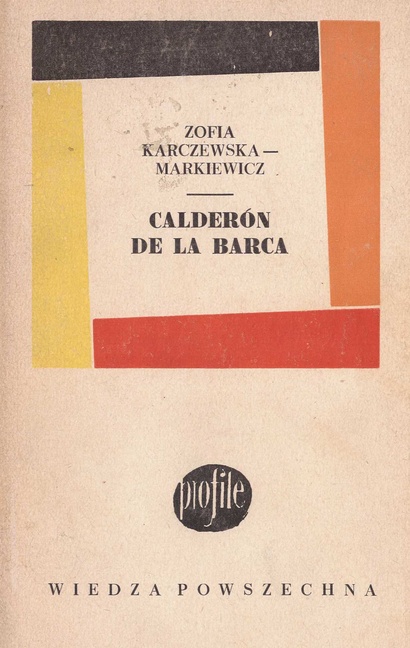 ZOFIA
KARCZEWSKA—
MARKIEWICZ
CALDERÓN
DE LA BARCA
profile
WIEDZA POWSZECHNA